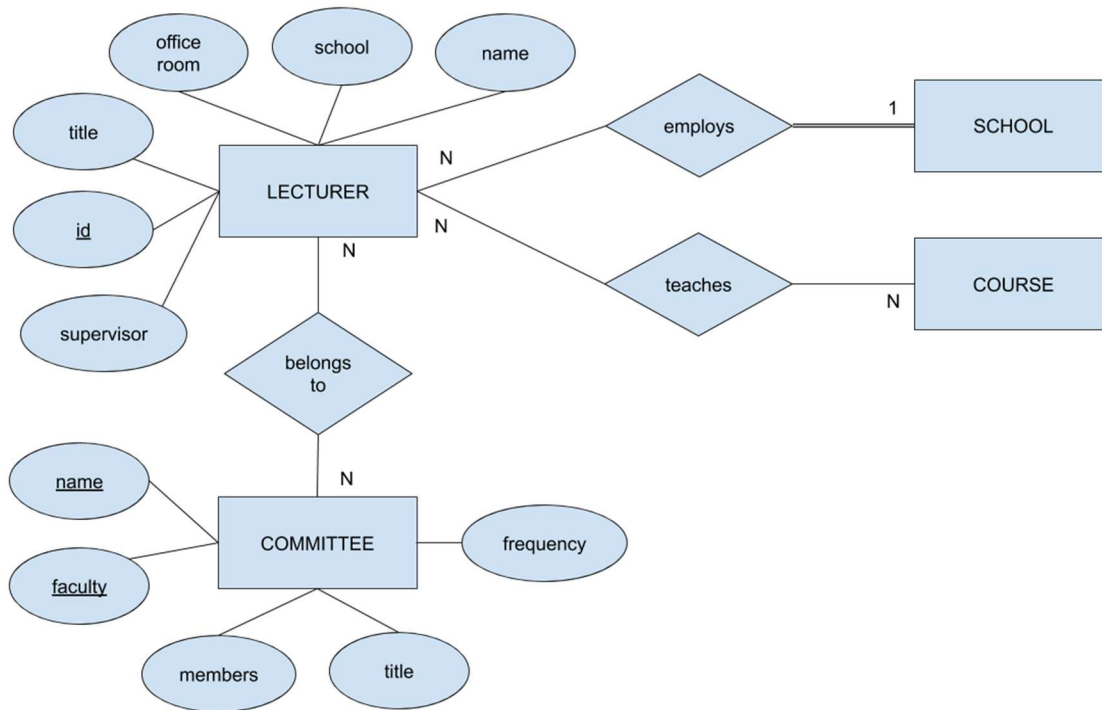 office
room
school
name
title
employs
1
SCHOOL
N
LECTURER
id
N
N
teaches
COURSE
N
supervisor
belongs
to
name
N
COMMITTEE
frequency
faculty
members
title